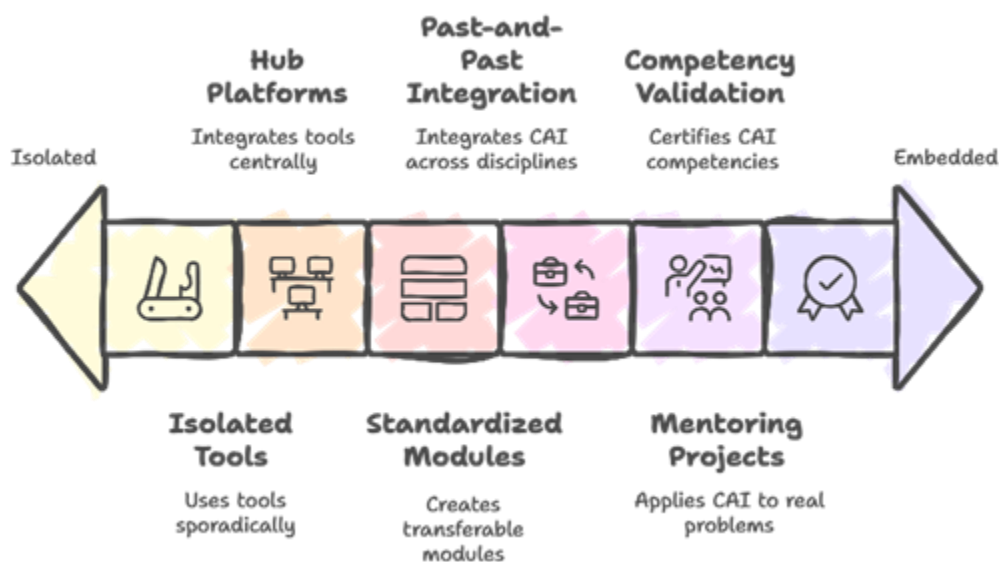 Past-and-
Past
Integration
Hub
Platforms
Competency
Validation
Integrates tools
centrally
Integrates CAI
across disciplines
Certifies CAI
competencies
Isolated
Embedded
Isolated
Tools
Standardized
Modules
Mentoring
Projects
Uses tools
sporadically
Creates
transferable
modules
Applies CAI to real
problems